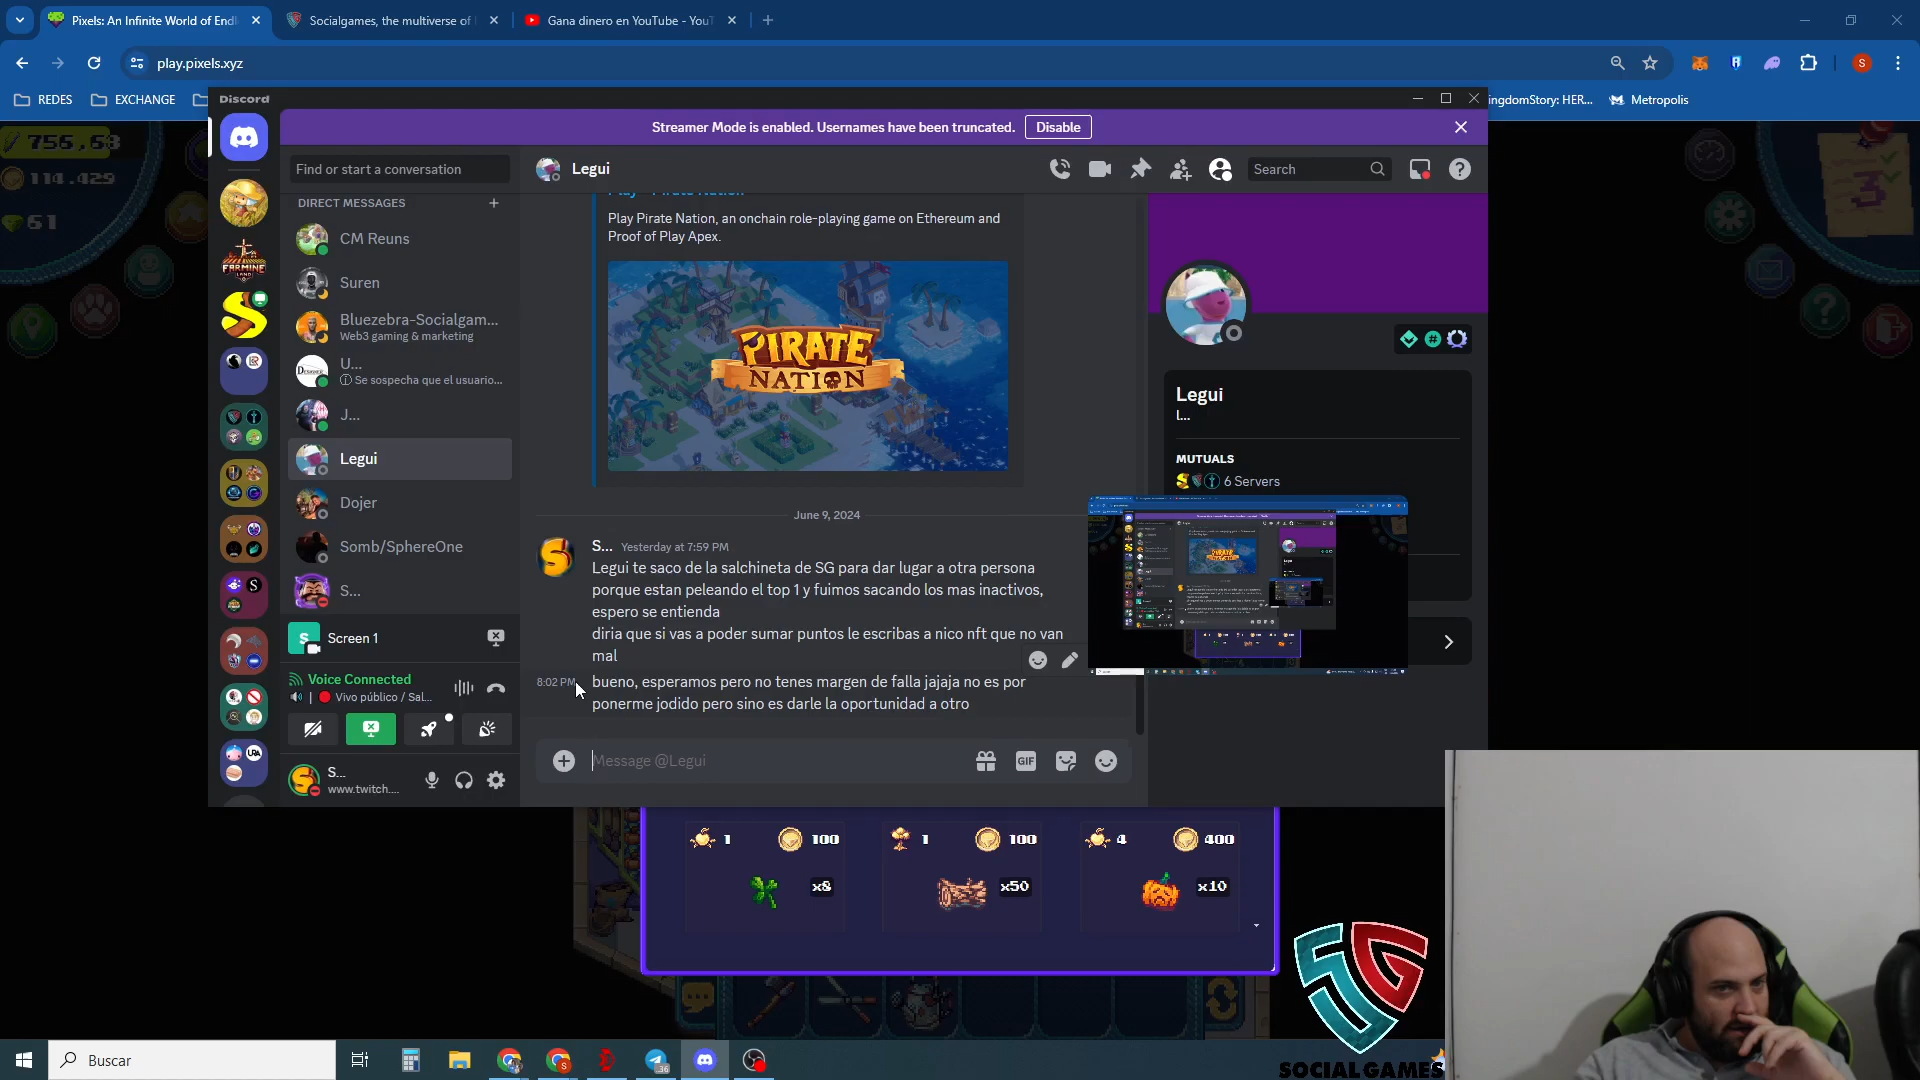 Pixels: An Infinite World of End
Socialgames, the multiverse of
Gana dinero en YouTube - You
play.pixels.xyz
S
REDES
EXCHANGE
ingdomStory: HER...
Metropolis
Discord
Streamer Mode is enabled. Usernames have been truncated.
Disable
Find or start a conversation
Legui
Search
DIRECT MESSAGES
CM Reuns
Suren
Bluezebra-Socialgam...
Web3 gaming & marketing
U...
Se sospecha que el usuario...
J...
Legui
Dojer
Somb/SphereOne
S...
Screen 1
Voice Connected
Vivo público / Sal...
S...
www.twitch....
FARMINE
LAND
Play Pirate Nation, an onchain role-playing game on Ethereum and
Proof of Play Apex.
PIRATE
NATION
June 9, 2024
S... Yesterday at 7:59 PM
Legui te saco de la salchineta de SG para dar lugar a otra persona
porque estan peleando el top 1 y fuimos sacando los mas inactivos,
espero se entienda
diria que si vas a poder sumar puntos le escribas a nico nft que no van
mal
8:02 PM
bueno, esperamos pero no tenes margen de falla jajaja no es por
ponerme jodido pero sino es darle la oportunidad a otro
Message @Legui
GIF
Legui
l...
MUTUALS
6 Servers
114.429
61
3
1 100
1 100
4 400
x8
x50
x10
SOCIAL GAMES
Buscar
36